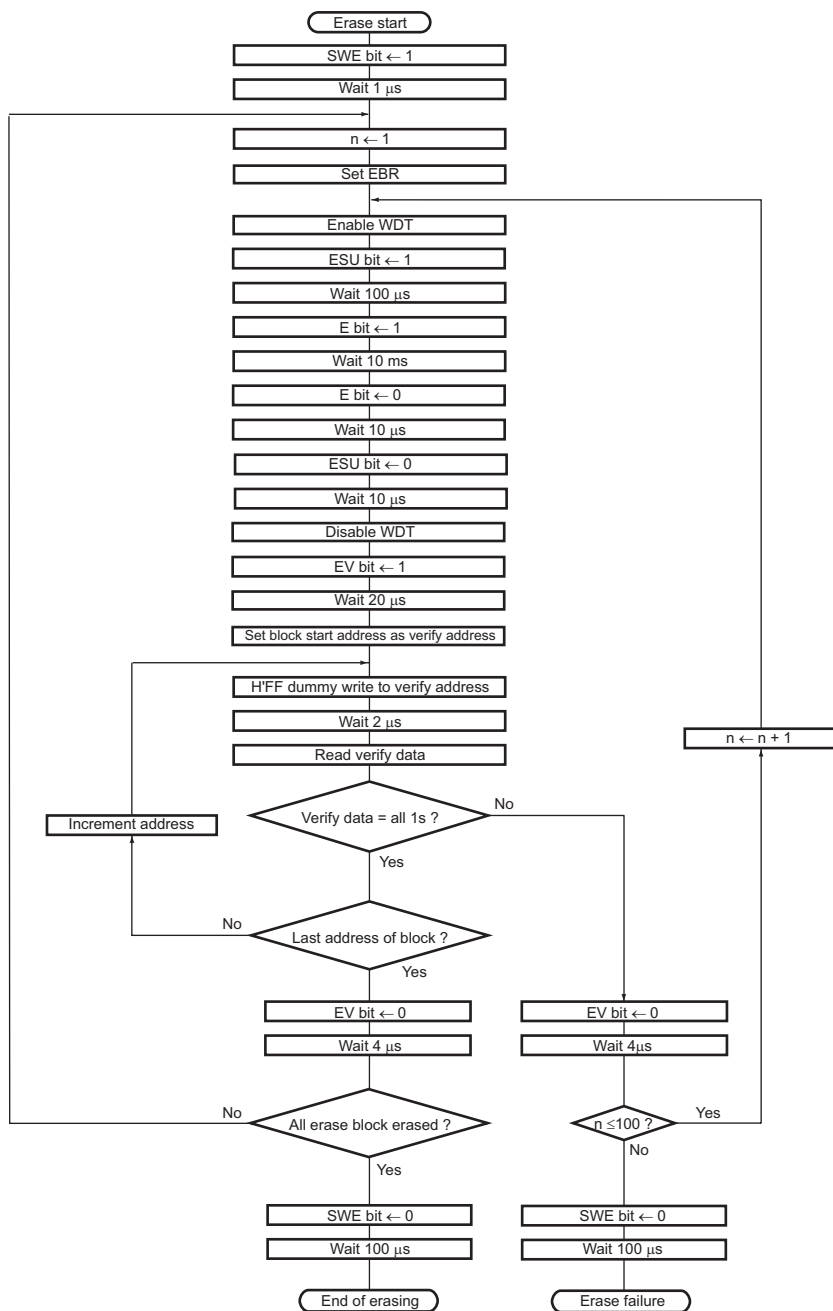 Erase start
SWE bit ← 1
Wait 1 μs
n ← 1
Set EBR
Enable WDT
ESU bit ← 1
Wait 100 μs
E bit ← 1
Wait 10 ms
E bit ← 0
Wait 10 μs
ESU bit ← 0
Wait 10 μs
Disable WDT
EV bit ← 1
Wait 20 μs
Set block start address as verify address
H'FF dummy write to verify address
Wait 2 μs
Read verify data
n ← n + 1
No
Verify data = all 1s ?
Increment address
Yes
No
Last address of block ?
Yes
EV bit ← 0
EV bit ← 0
Wait 4 μs
Wait 4μs
No
All erase block erased ?
n ≤100 ?
Yes
Yes
No
SWE bit ← 0
SWE bit ← 0
Wait 100 μs
Wait 100 μs
End of erasing
Erase failure